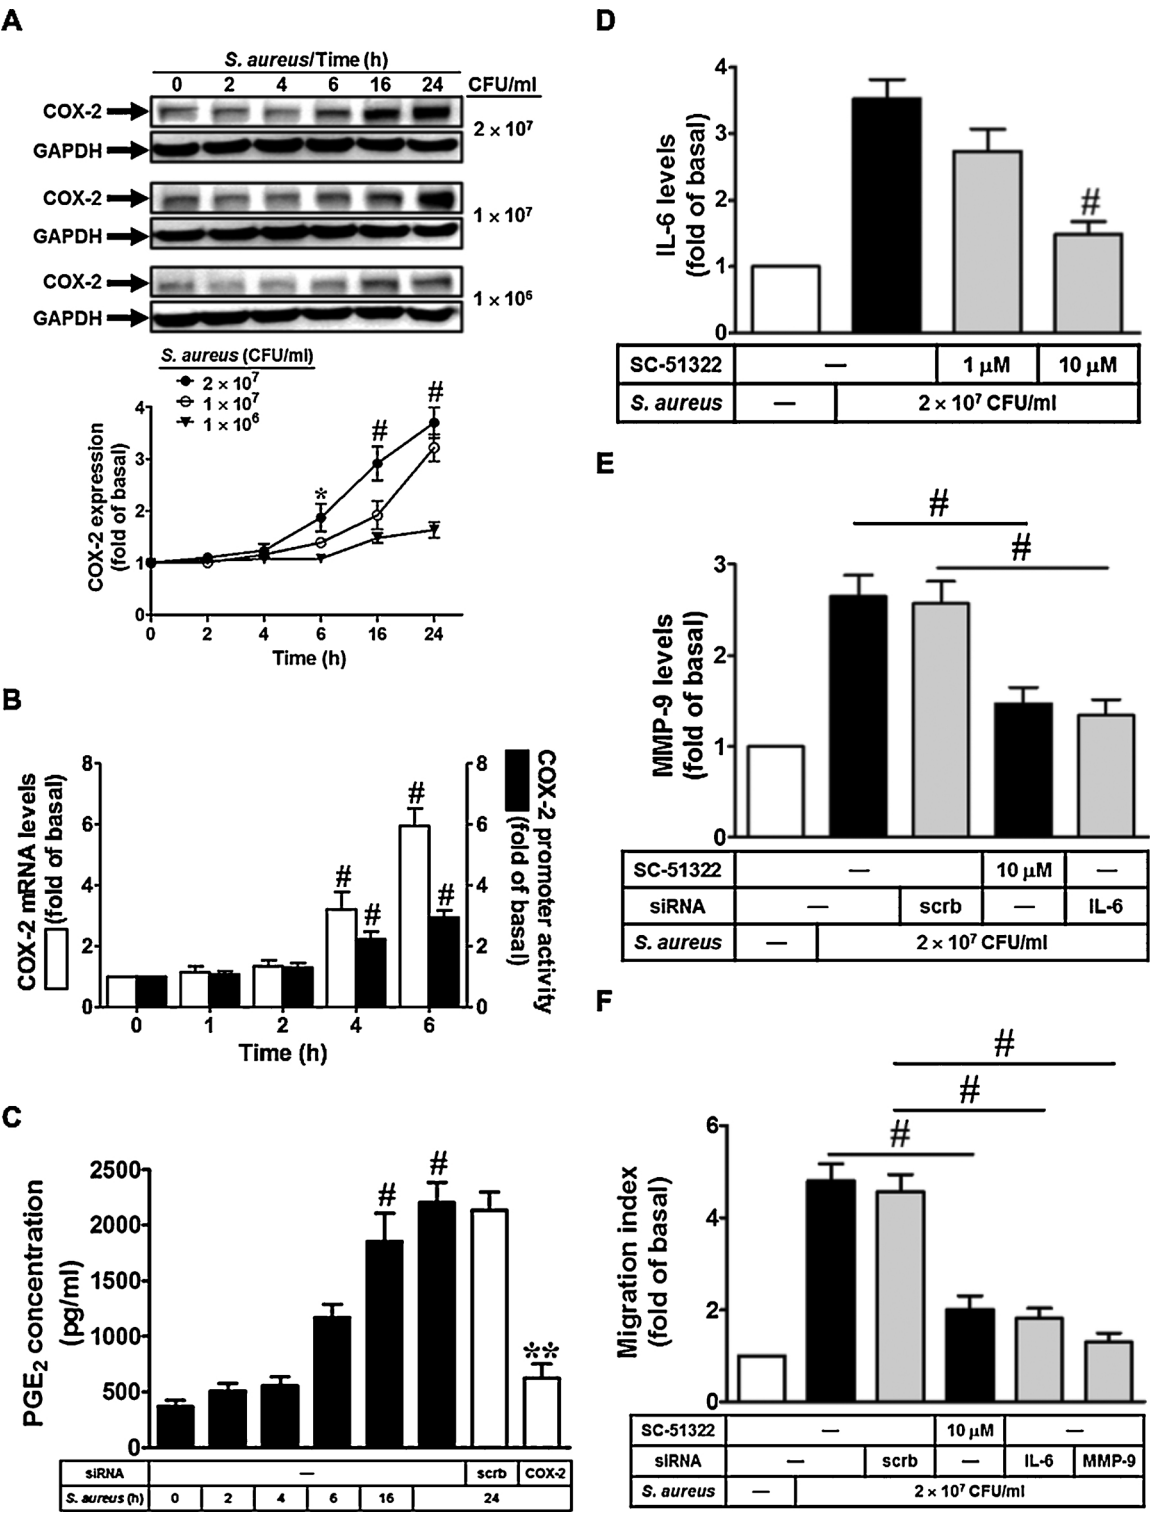 A
S. aureus/Time (h)
0 2 4 6 16 24 CFU/ml
COX-2
2 × 10⁷
GAPDH
COX-2
1 × 10⁷
GAPDH
COX-2
1 × 10⁶
GAPDH
S. aureus (CFU/ml)
2 × 10⁷
1 × 10⁷
1 × 10⁶
COX-2 expression
(fold of basal)
4
3
2
1
0
* # #
0 2 4 6 16 24
Time (h)
B
COX-2 mRNA levels
(fold of basal)
8
6
4
2
0
# # # #
8
6
4
2
0
COX-2 promoter activity
(fold of basal)
0 1 2 4 6
Time (h)
C
PGE₂ concentration
(pg/ml)
2500
2000
1500
1000
500
0
# # **
siRNA — scrb COX-2
S. aureus (h) 0 2 4 6 16 24
D
IL-6 levels
(fold of basal)
4
3
2
1
0
#
SC-51322 — 1 μM 10 μM
S. aureus — 2 × 10⁷ CFU/ml
E
#
#
MMP-9 levels
(fold of basal)
3
2
1
0
SC-51322 — 10 μM —
siRNA — scrb — IL-6
S. aureus — 2 × 10⁷ CFU/ml
F
#
#
#
Migration index
(fold of basal)
6
4
2
0
SC-51322 — 10 μM —
siRNA — scrb — IL-6 MMP-9
S. aureus — 2 × 10⁷ CFU/ml